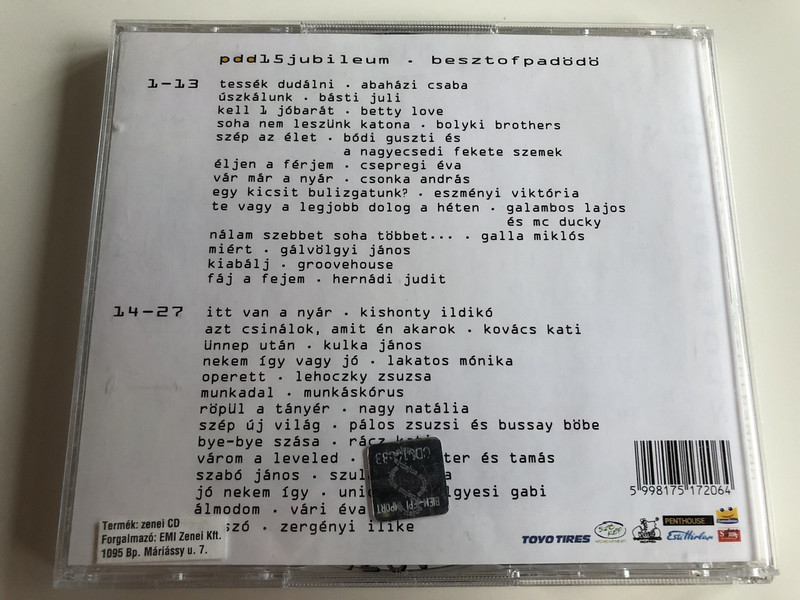 pdd15jubileum . besztofpadödö
1-13 tessék dudálni . abaházi csaba
úszkálunk . básti juli
kell 1 jóbarát . betty love
soha nem leszünk katona . bolyki brothers
szép az élet . bódi guszti és
a nagyecsedi fekete szemek
éljen a férjem . csepregi éva
vár már a nyár . csonka andrás
egy kicsit bulizgatunk? . eszményi viktória
te vagy a legjobb dolog a héten . galambos lajos
és mc ducky
nálam szebbet soha többet... . galla miklós
miért . gálvölgyi jános
kiabálj . groovehouse
fáj a fejem . hernádi judit
14-27 itt van a nyár . kishonty ildikó
azt csinálok, amit én akarok . kovács kati
ünnep után . kulka jános
nekem így vagy jó . lakatos mónika
operett . lehoczky zsuzsa
munkadal . munkáskórus
röpül a tányér . nagy natália
szép új világ . pálos zsuzsi és bussay böbe
bye-bye szása . rácz kati
várom a leveled . és tamás
szabó jános .
jó nekem így . gabi
álmodom . vári éva
. zergényi ilike
Termék: zenei CD
Forgalmazó: EMI Zenei Kft.
1095 Bp. Máriássy u. 7.
5 998175 172064
TOYO TIRES
PENTHOUSE
Esti Hírlap